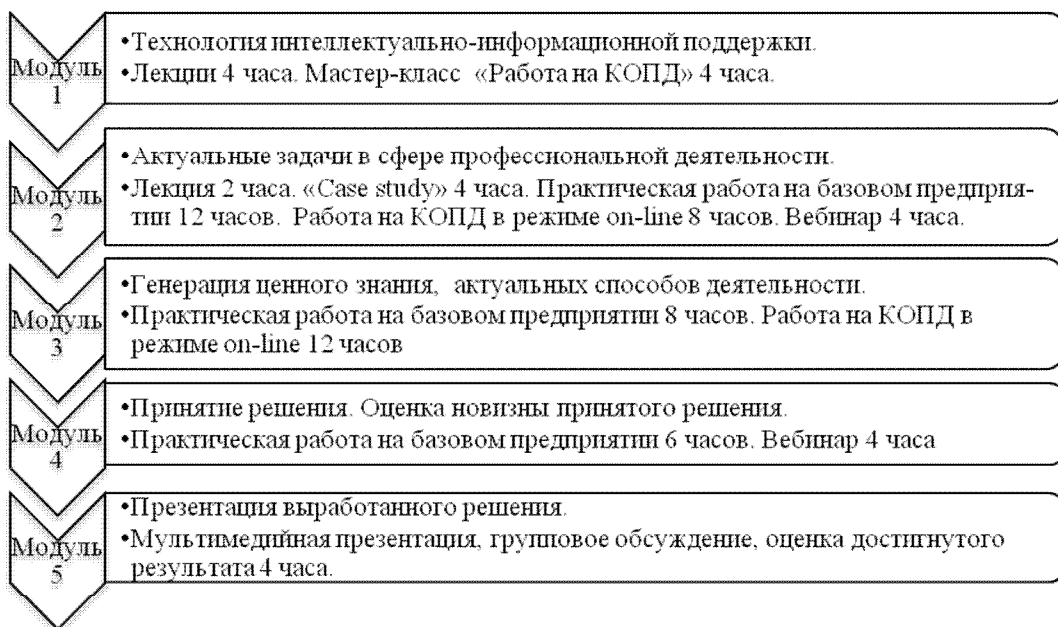 Модуль
1
•Технология интеллектуально-информационной поддержки.
•Лекции 4 часа. Мастер-класс «Работа на КОПД» 4 часа.
Модуль
2
•Актуальные задачи в сфере профессиональной деятельности.
•Лекция 2 часа. «Case study» 4 часа. Практическая работа на базовом предприя-
тии 12 часов. Работа на КОПД в режиме on-line 8 часов. Вебинар 4 часа.
Модуль
3
•Генерация ценного знания, актуальных способов деятельности.
•Практическая работа на базовом предприятии 8 часов. Работа на КОПД в
режиме on-line 12 часов
Модуль
4
•Принятие решения. Оценка новизны принятого решения.
•Практическая работа на базовом предприятии 6 часов. Вебинар 4 часа
Модуль
5
•Презентация выработанного решения.
•Мультимедийная презентация, групповое обсуждение, оценка достигнутого
результата 4 часа.